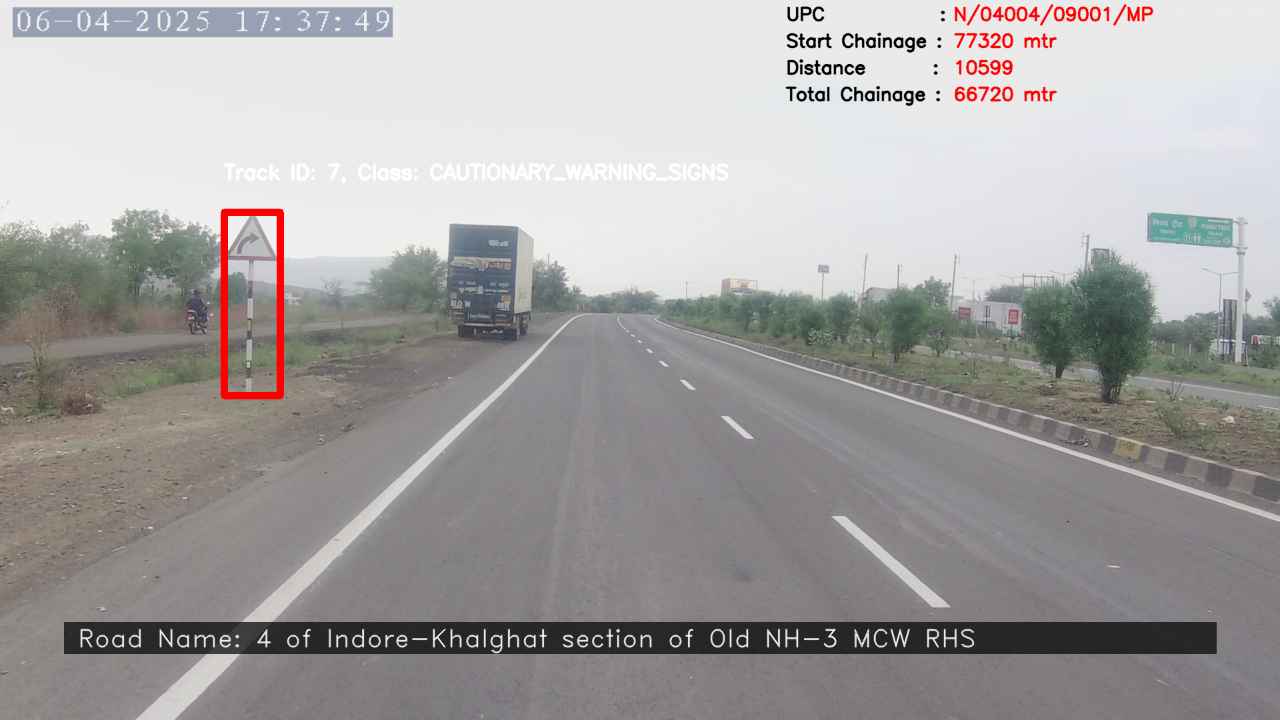 06-04-2025 17:37:49
UPC : N/04004/09001/MP
Start Chainage : 77320 mtr
Distance : 10599
Total Chainage : 66720 mtr
Track ID: 7, Class: CAUTIONARY_WARNING_SIGNS
Road Name: 4 of Indore-Khalghat section of Old NH-3 MCW RHS